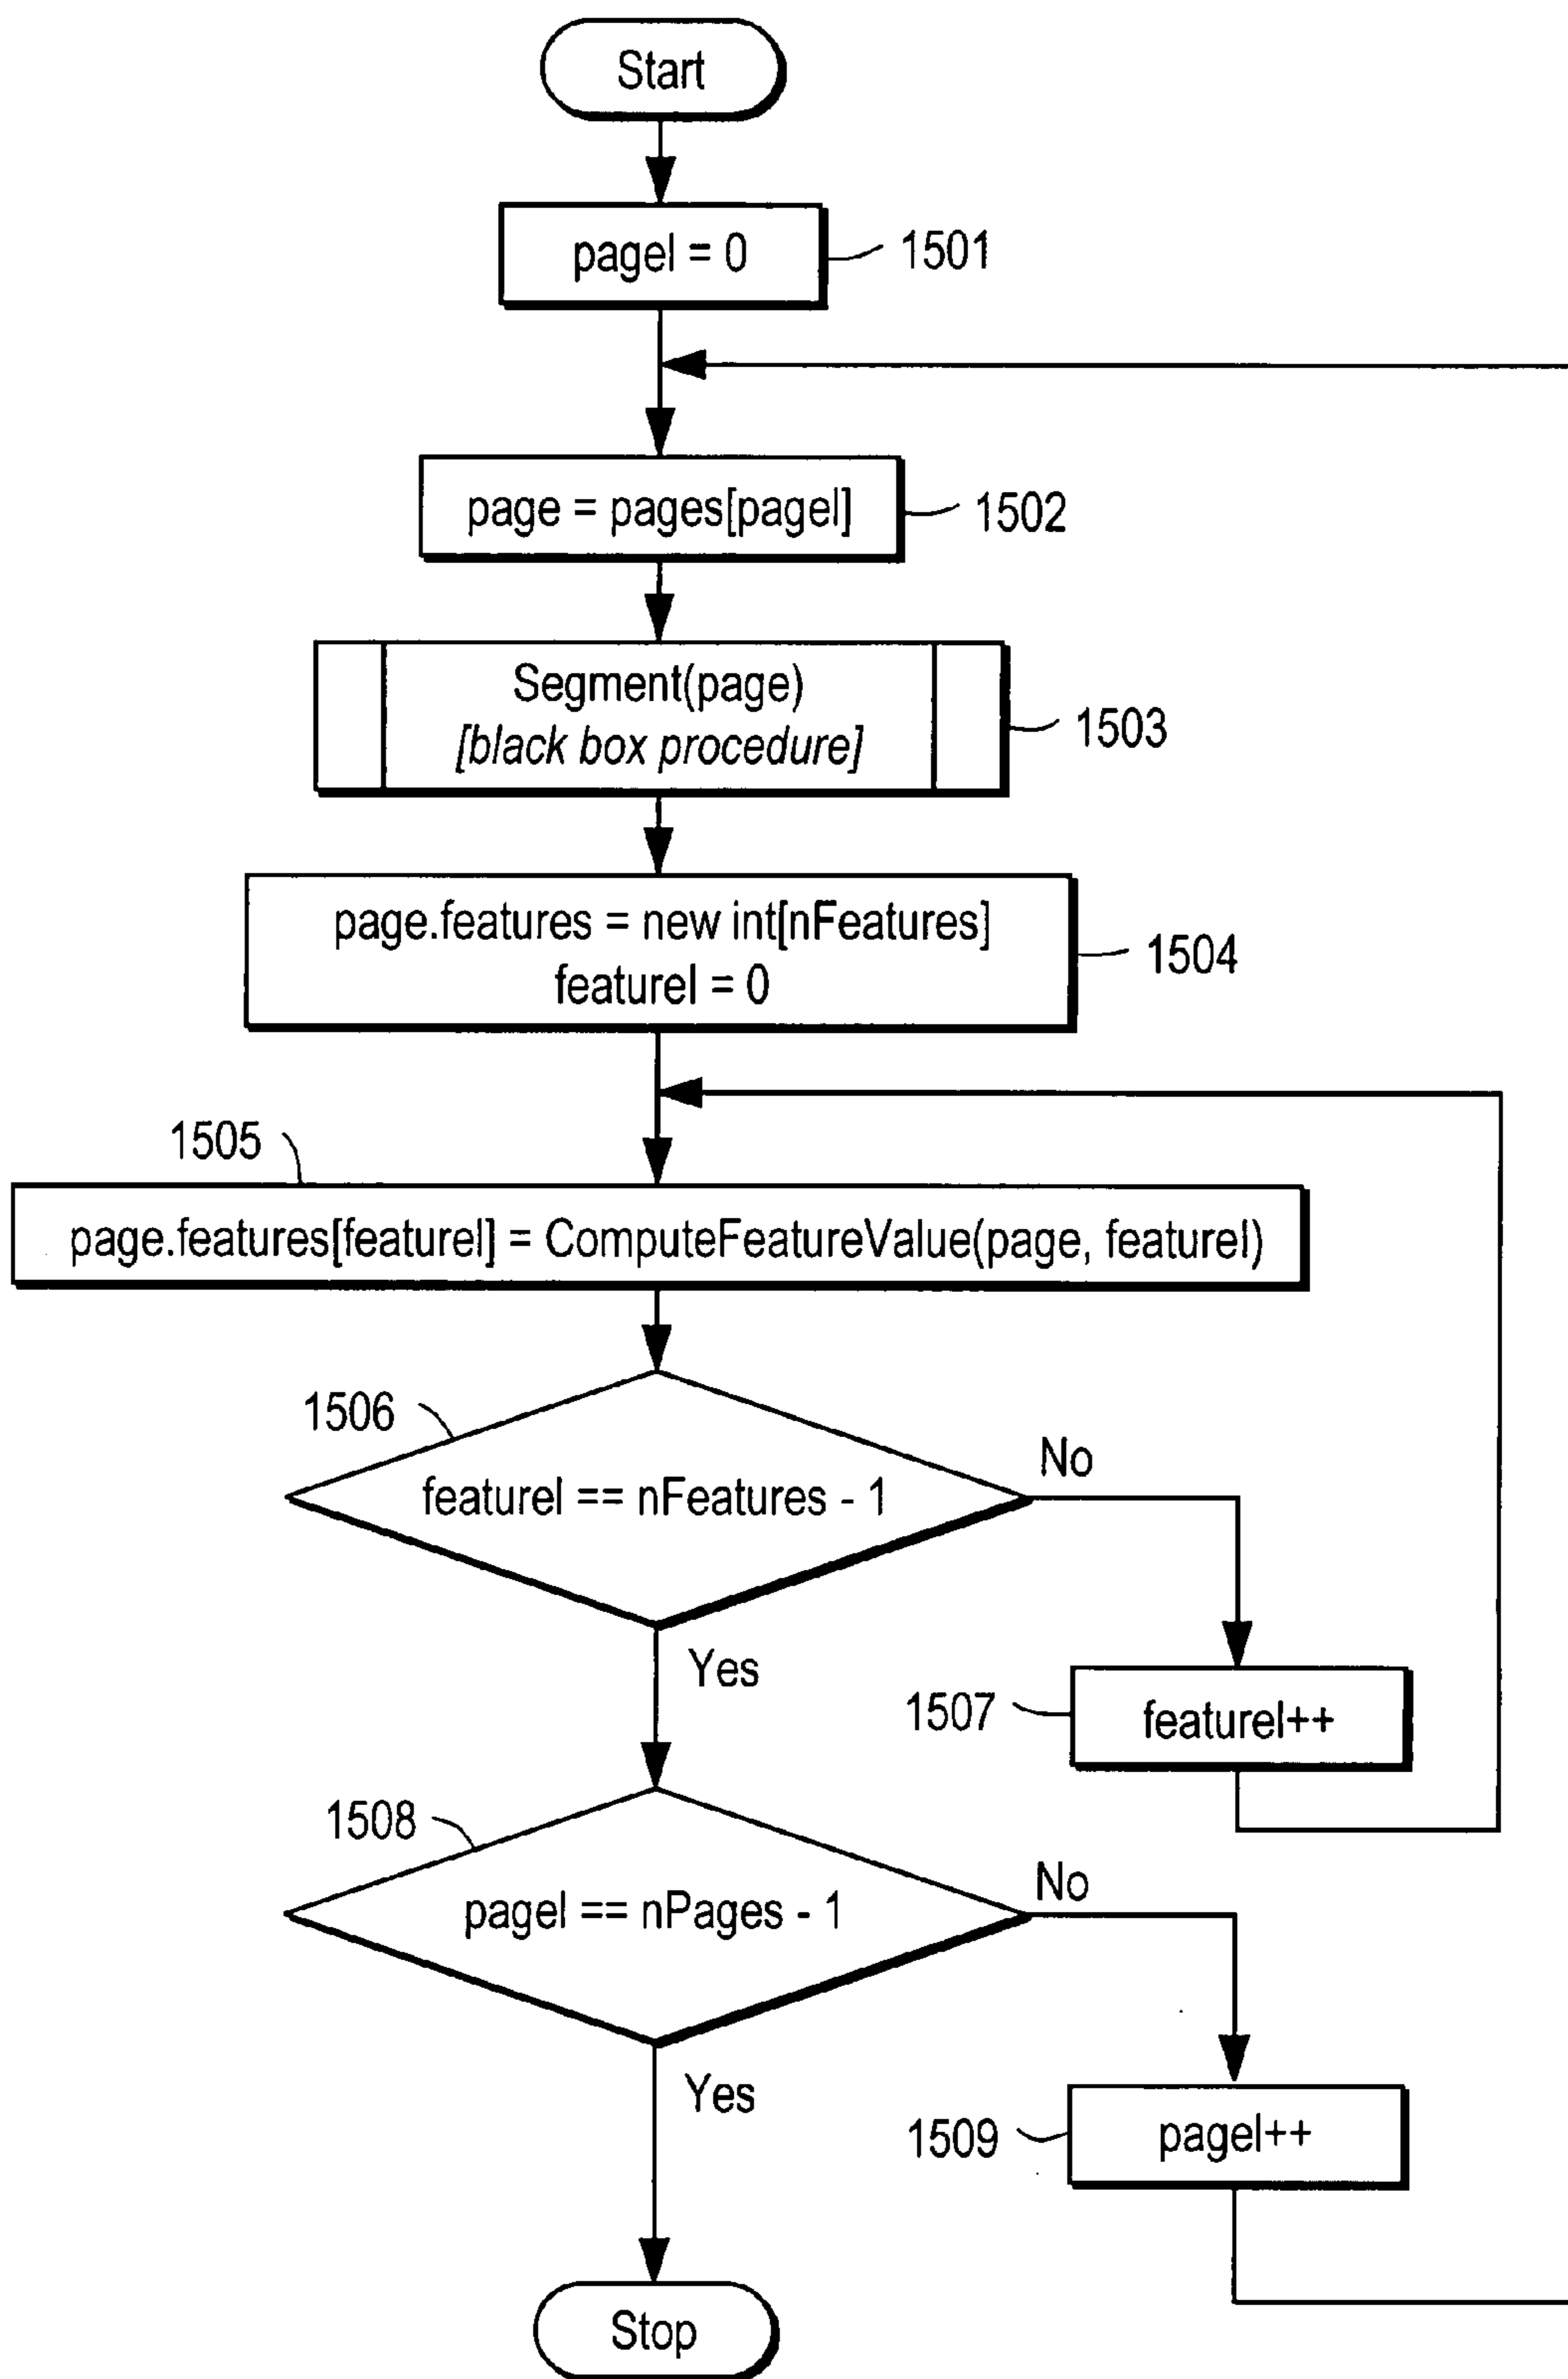 Start
pageI = 0
1501
page = pages[pageI]
1502
Segment(page)
[black box procedure]
1503
page.features = new int[nFeatures]
featureI = 0
1504
1505
page.features[featureI] = ComputeFeatureValue(page, featureI)
1506
featureI == nFeatures - 1
No
Yes
1507
featureI++
1508
pageI == nPages - 1
No
Yes
1509
pageI++
Stop